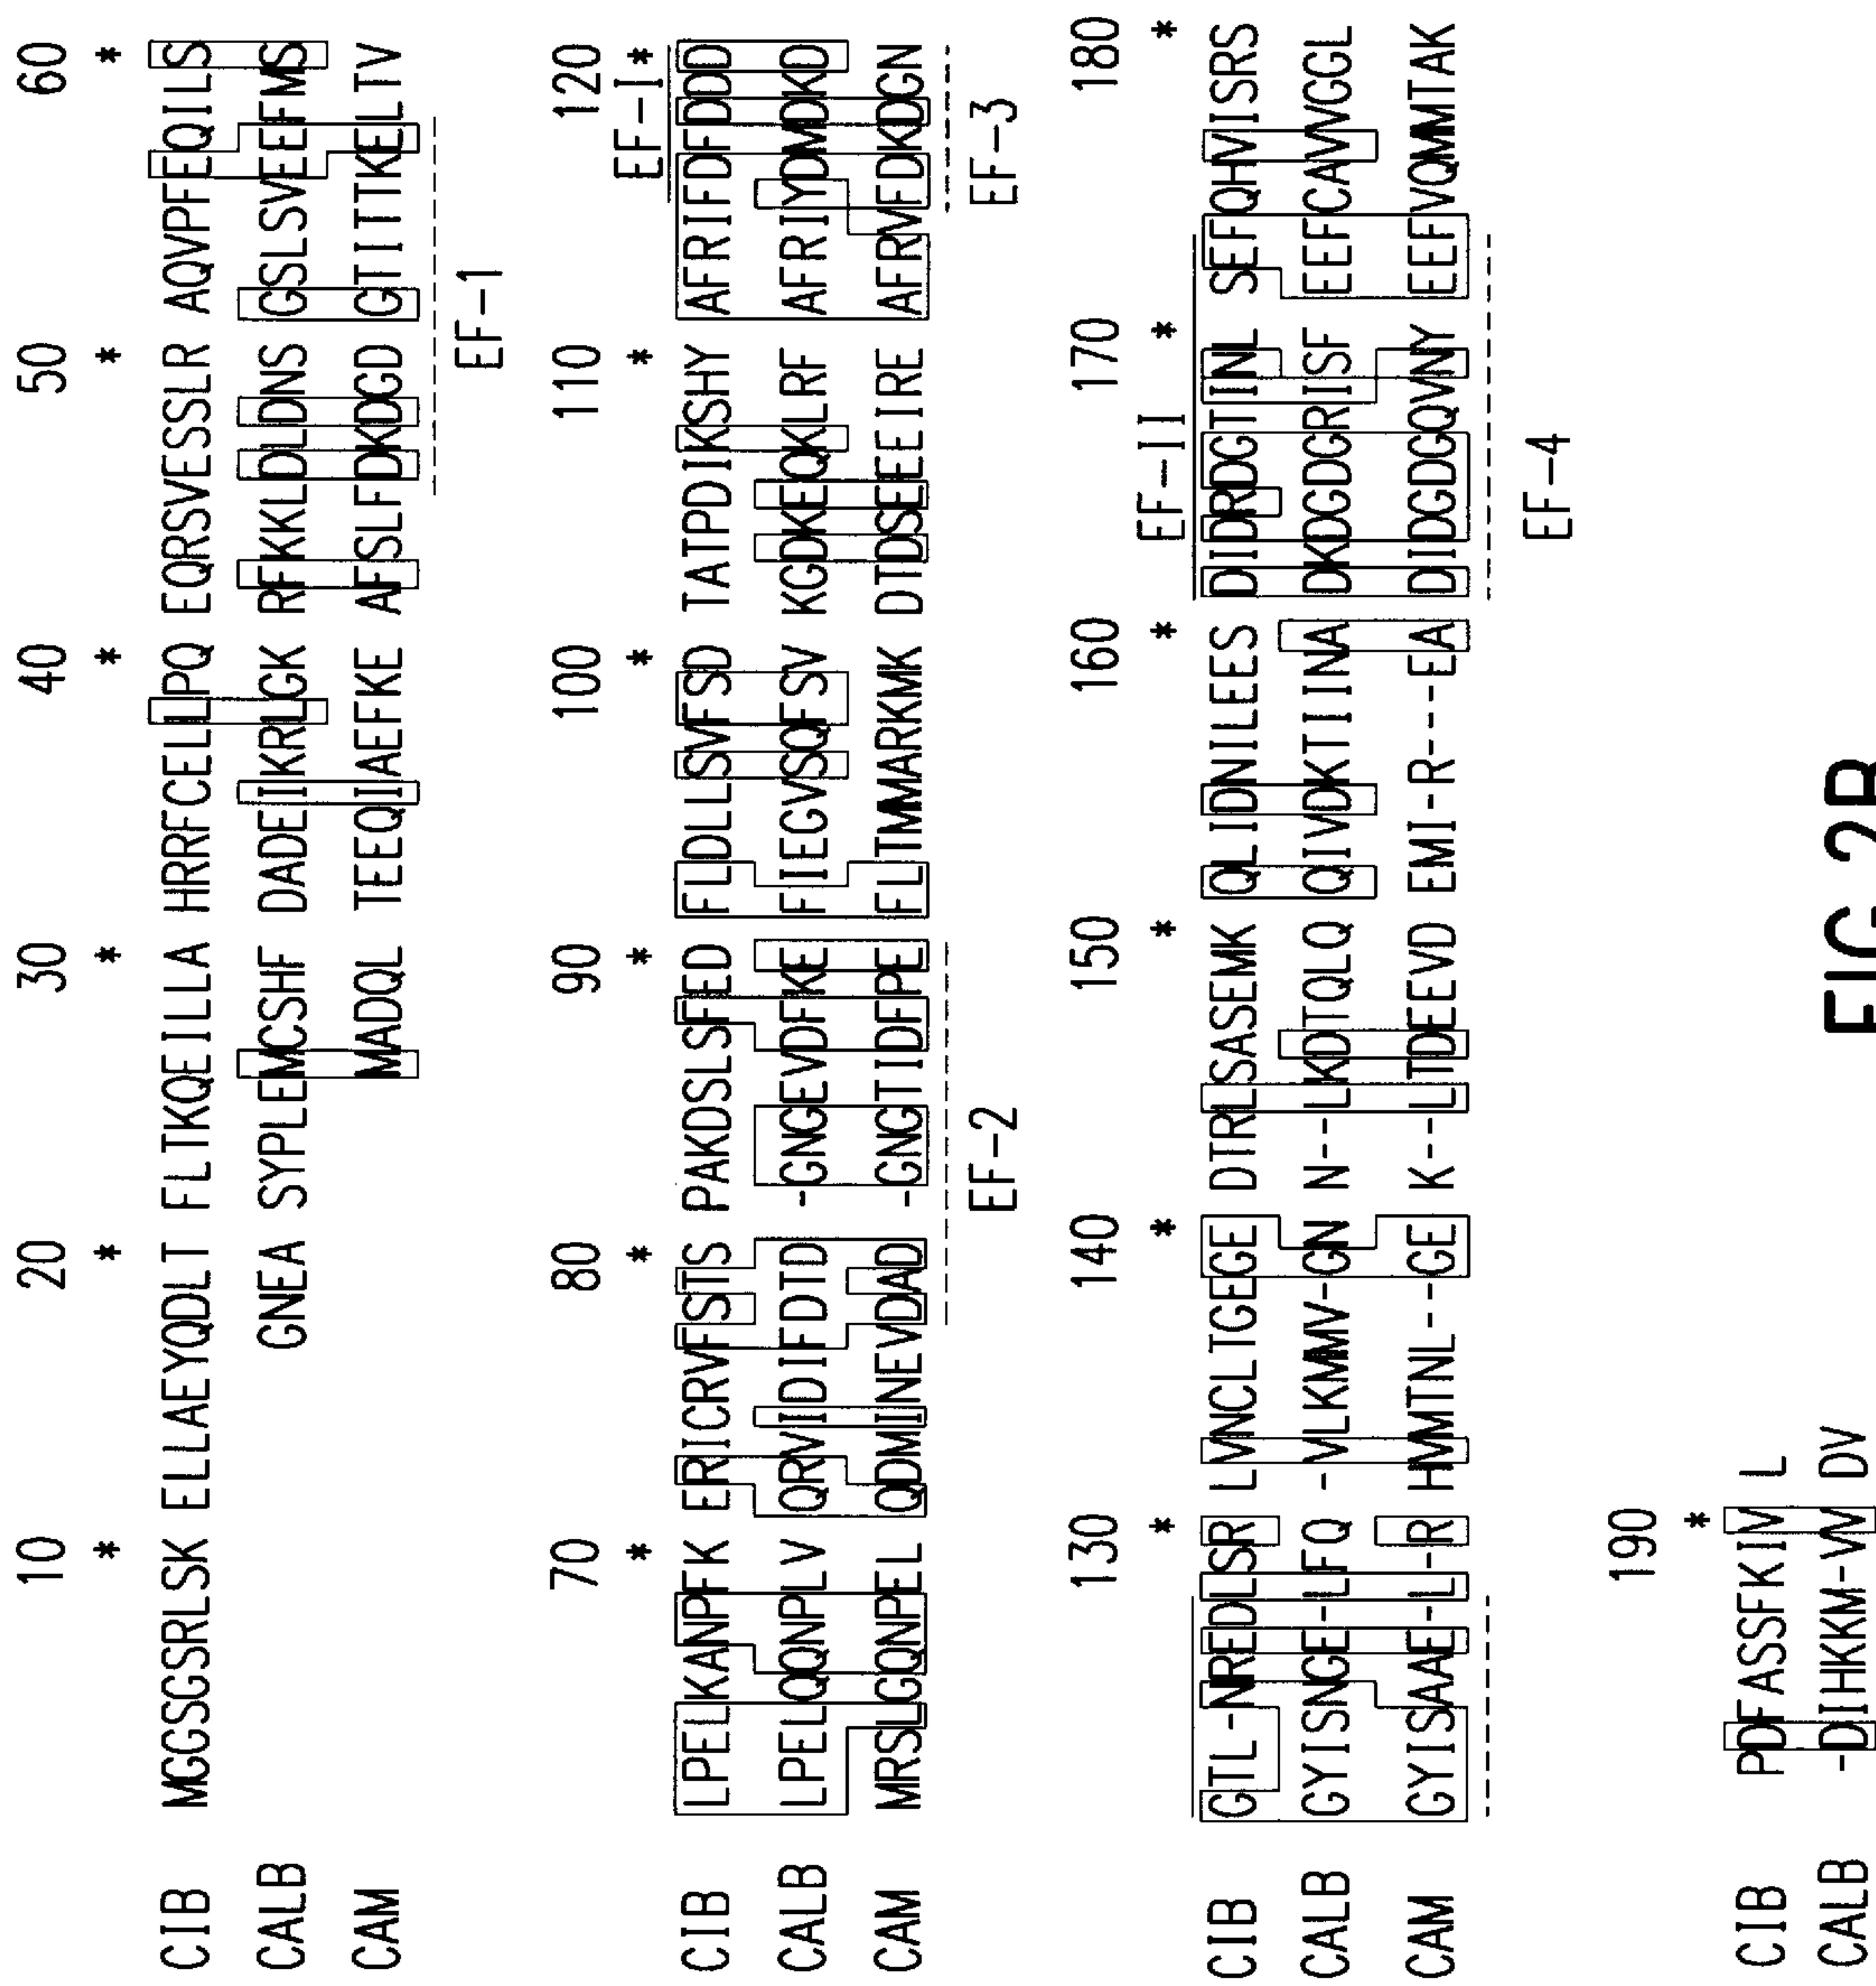 10 20 30 40 50 60
* * * * * *
CIB MGGSGSRLSK ELLAEYQDLT FLTKQEILLA HRRFCELLPQ EQRSVESSLR AQVPFEQILS
CALB GNEA SYPLEMCSHF DADEIIKRLGK RFKKLDLDNS GSLSVEEFMS
CAM MADQL TEEQIAEFKE AFSLFDKDGD GTITTKELTV
EF-1
70 80 90 100 110 120
EF-I
* * * * * *
CIB LPELKANPFK ERICRVFSTS PAKDSLSFED FLDLLSVFSD TATPDIKSHY AFRIFDFDDD
CALB LPELQQNPLV QRVIDIFDTD -GNGEVDFKE FIEGVSQFSV KGDKEQKLRF AFRIYDMDKD
CAM MRSLGQNPEL QDMINEVDAD -GNGTIDFPE FLTMMARKMK DTDSEEEIRE AFRVFDKDGN
EF-2 EF-3
130 140 150 160 170 180
EF-II
* * * * * *
CIB GTL-NREDLSR LVNCLTGEGE DTRLSASEMK QLIDNILEES DIDRDGTINL SEFQHVISRS
CALB GYISNGE-LFQ -VLKMMV-GN N--LKDTQLQ QIVDKTIINA DKDGDGRISF EEFCAVVGGL
CAM GYISAAE-L-R HVMTNL--GE K--LTDEEVD EMI-R---EA DIDGDGQVNY EEFVQMMTAK
EF-4
190
*
CIB PDFASSFKIV L
CALB -DIHKKM-VV DV
FIG.2B